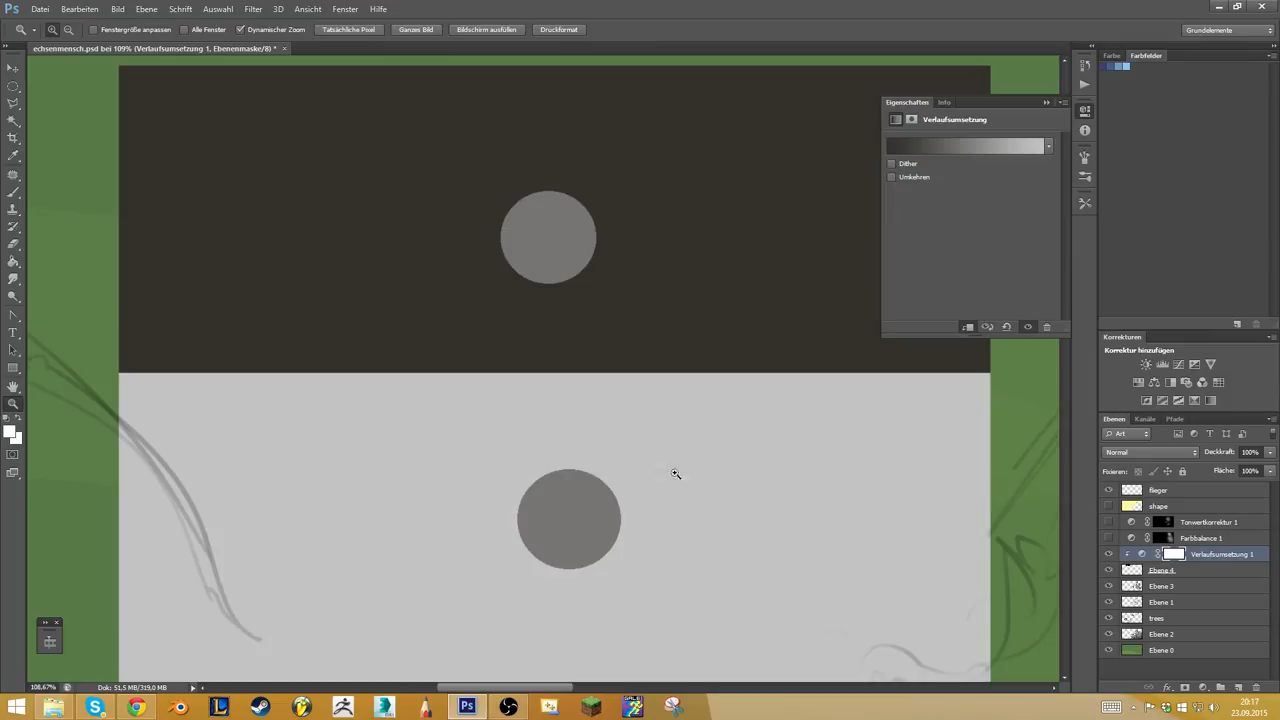 Ps Datei Bearbeiten Bild Ebene Schrift Auswahl Filter 3D Ansicht Fenster Hilfe
Fenstergröße anpassen Alle Fenster Dynamischer Zoom Tatsächliche Pixel Ganzes Bild Bildschirm ausfüllen Druckformat Grundelemente
echsenmensch.psd bei 109% (Verlaufsumsetzung 1, Ebenenmaske/8) * ×
Farbe Farbfelder
Eigenschaften Info
Verlaufsumsetzung
Dither
Umkehren
Korrekturen
Korrektur hinzufügen
Ebenen Kanäle Pfade
Art
Normal Deckkraft: 100%
Fixieren: Fläche: 100%
flieger
shape
Tonwertkorrektur 1
Farbbalance 1
Verlaufsumsetzung 1
Ebene 4
Ebene 3
Ebene 1
trees
Ebene 2
Ebene 0
108,67% Dok: 51,5 MB/319,0 MB
20:17
23.09.2015